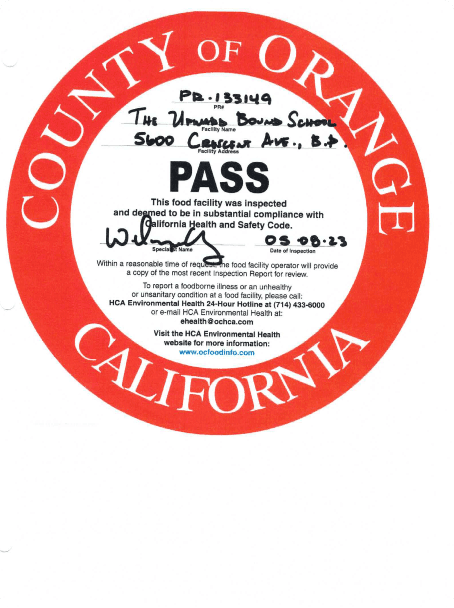 COUNTY OF ORANGE
PR-133149
PR#
THE UPWARD BOUND SCHOOL
Facility Name
5600 CRESCENT AVE., B.P.
Facility Address
PASS
This food facility was inspected
and deemed to be in substantial compliance with
California Health and Safety Code.
05-08-23
Specialist Name
Date of Inspection
Within a reasonable time of request, the food facility operator will provide
a copy of the most recent Inspection Report for review.
To report a foodborne illness or an unhealthy
or unsanitary condition at a food facility, please call:
HCA Environmental Health 24-Hour Hotline at (714) 433-6000
or e-mail HCA Environmental Health at:
ehealth@ochca.com
Visit the HCA Environmental Health
website for more information:
www.ocfoodinfo.com
CALIFORNIA